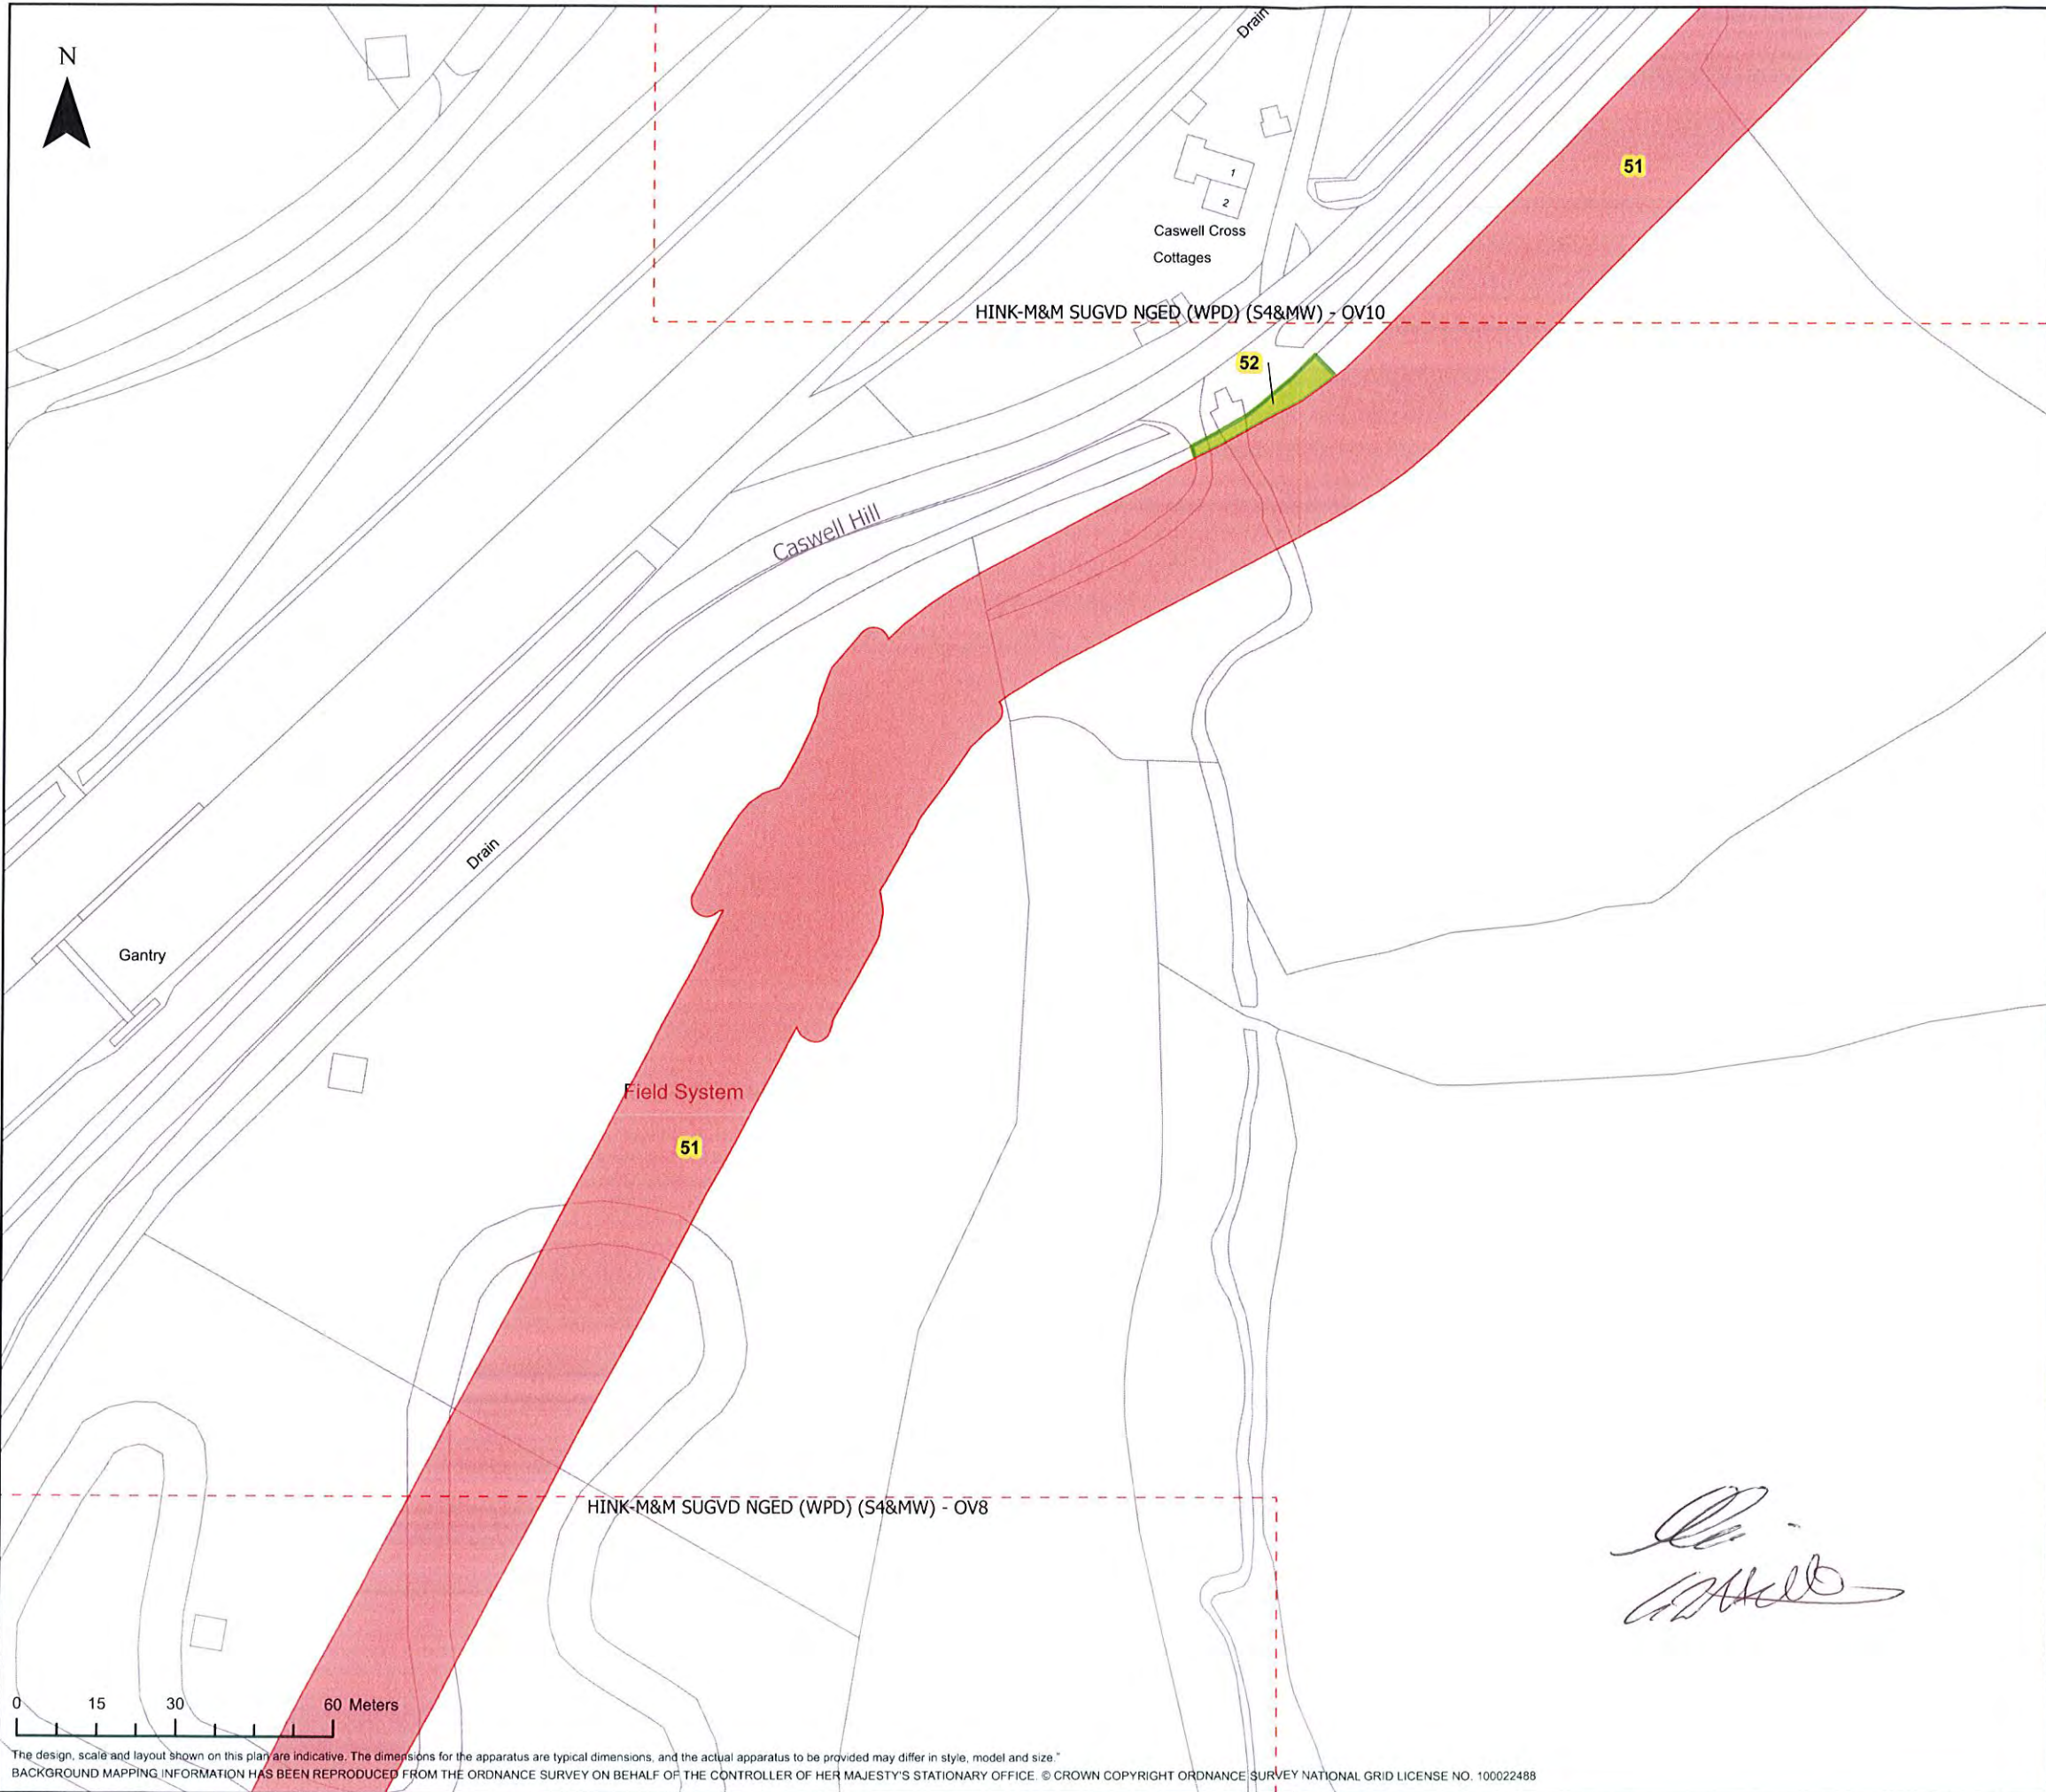 N
Drain
51
1
2
Caswell Cross
Cottages
HINK-M&M SUGVD NGED (WPD) (S4&MW) - OV10
52
Caswell Hill
Drain
Gantry
Field System
51
HINK-M&M SUGVD NGED (WPD) (S4&MW) - OV8
0 15 30 60 Meters
The design, scale and layout shown on this plan are indicative. The dimensions for the apparatus are typical dimensions, and the actual apparatus to be provided may differ in style, model and size."
BACKGROUND MAPPING INFORMATION HAS BEEN REPRODUCED FROM THE ORDNANCE SURVEY ON BEHALF OF THE CONTROLLER OF HER MAJESTY'S STATIONARY OFFICE. © CROWN COPYRIGHT ORDNANCE SURVEY NATIONAL GRID LICENSE NO. 100022488